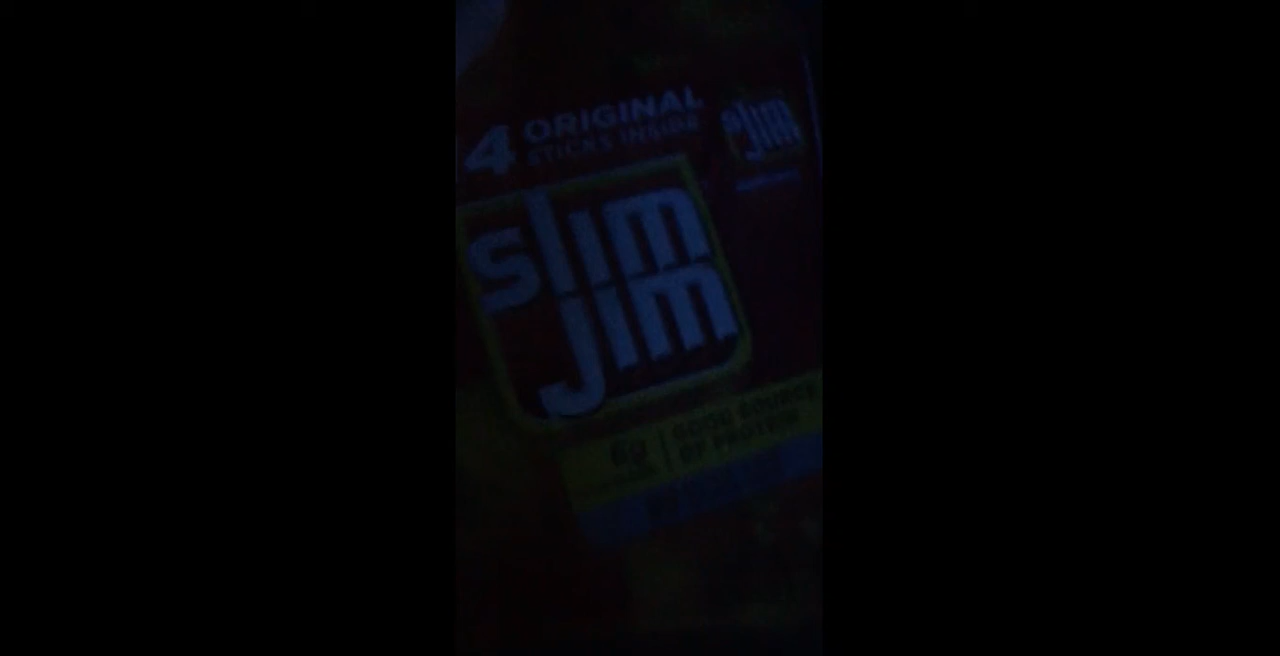 4 ORIGINAL
STICKS INSIDE
slim
jim
slim
jim
6g
GOOD SOURCE
OF PROTEIN